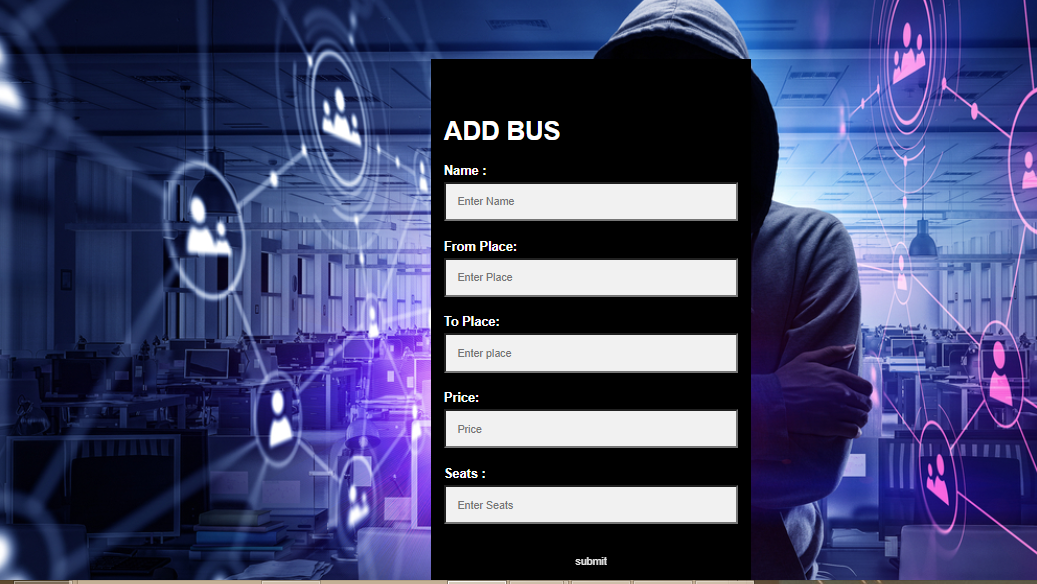 ADD BUS
Name :
Enter Name
From Place:
Enter Place
To Place:
Enter place
Price:
Price
Seats :
Enter Seats
submit